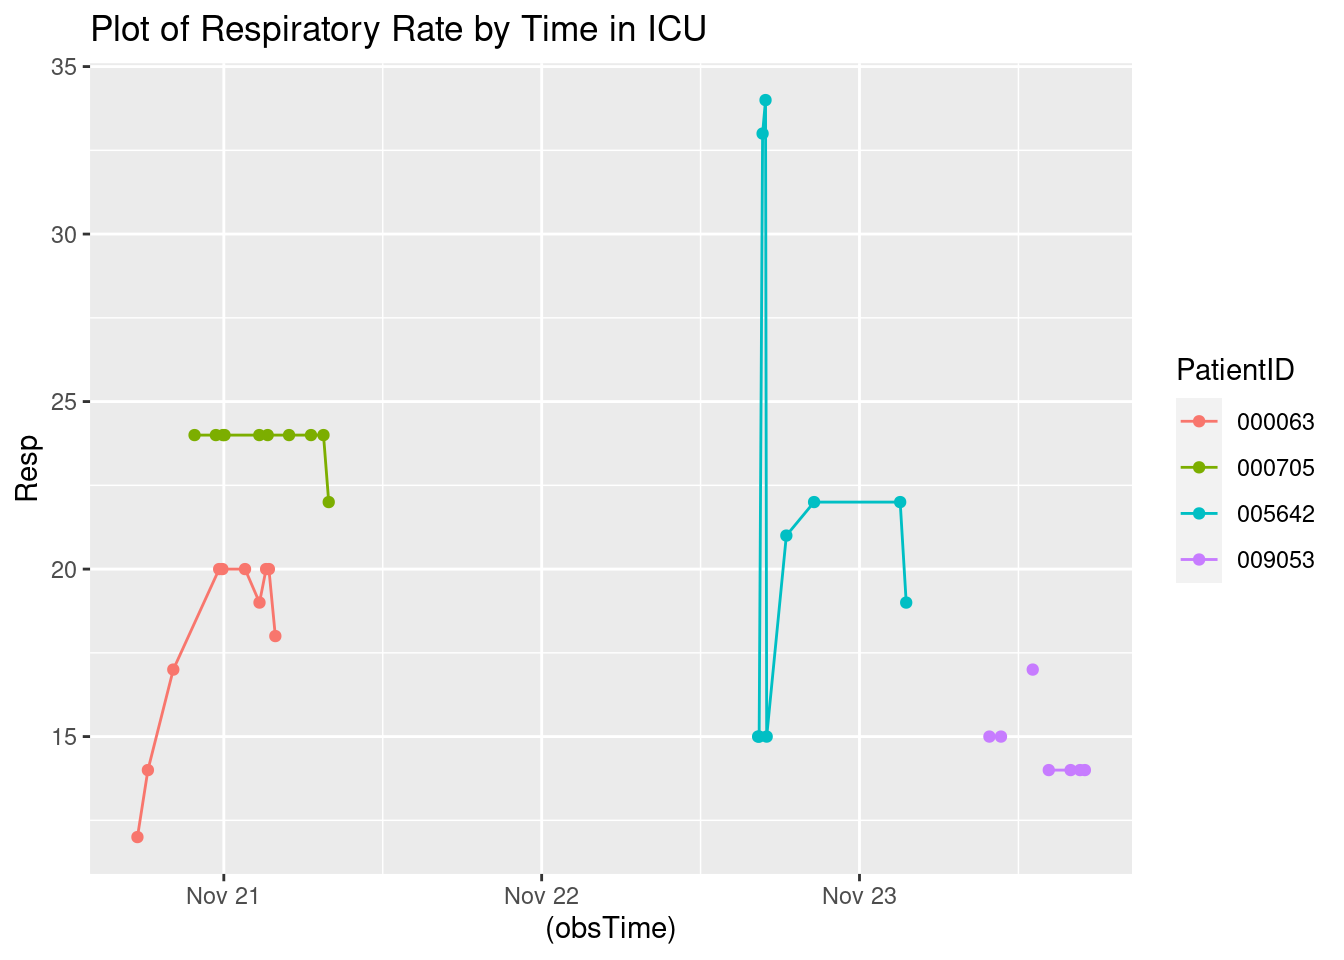 Plot of Respiratory Rate by Time in ICU
35
30
25
20
15
Resp
Nov 21
Nov 22
Nov 23
(obsTime)
PatientID
000063
000705
005642
009053